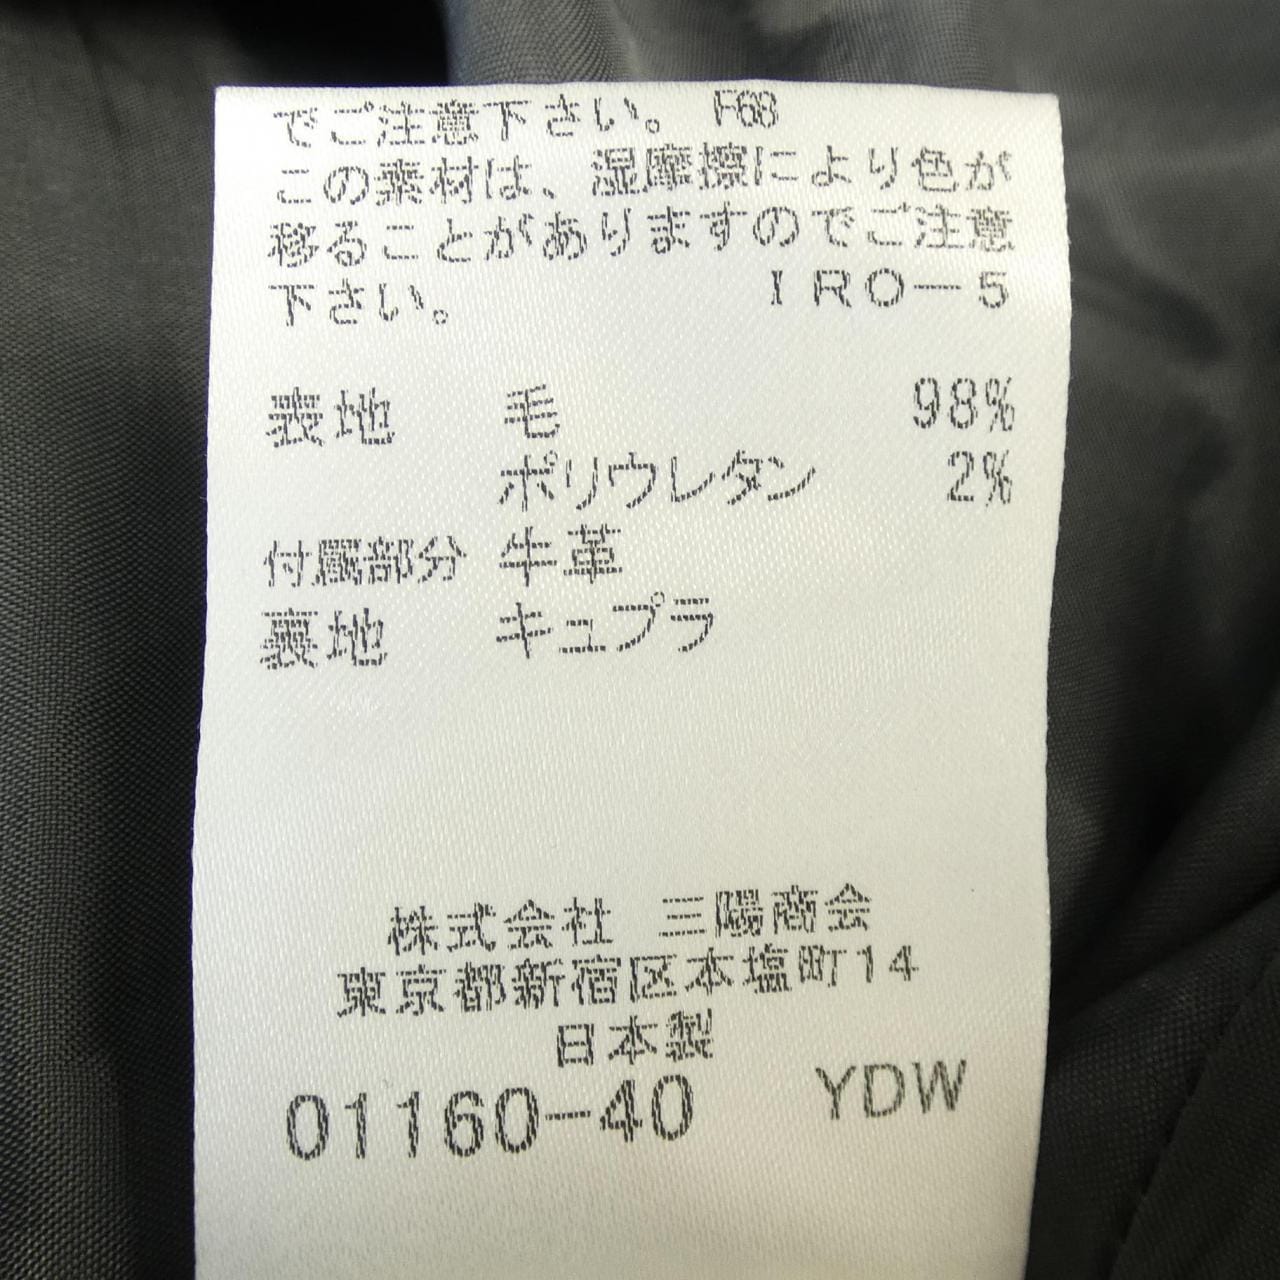 でご注意下さい。 F68
この素材は、湿摩擦により色が
移ることがありますのでご注意
下さい。 IRO-5
表地 毛 98%
ポリウレタン 2%
付属部分 牛革
裏地 キュプラ
株式会社 三陽商会
東京都新宿区本塩町14
日本製
01160-40 YDW